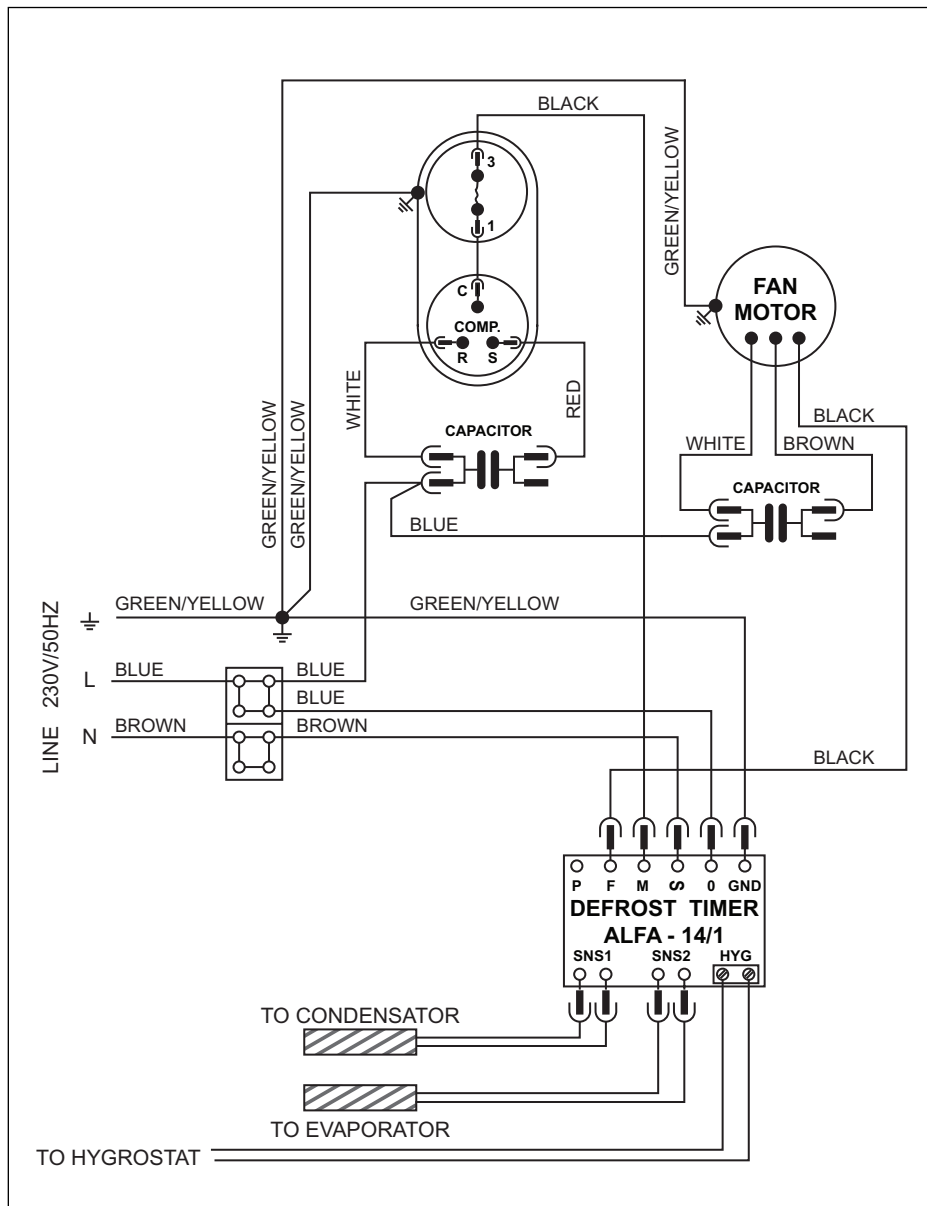 BLACK
GREEN/YELLOW
3
1
C
COMP.
R S
FAN
MOTOR
WHITE
RED
GREEN/YELLOW
GREEN/YELLOW
CAPACITOR
BLUE
BLACK
WHITE
BROWN
CAPACITOR
LINE 230V/50HZ
GREEN/YELLOW
GREEN/YELLOW
L
BLUE
BLUE
BLUE
N
BROWN
BROWN
BLACK
P F M S 0 GND
DEFROST TIMER
ALFA - 14/1
SNS1 SNS2 HYG
TO CONDENSATOR
TO EVAPORATOR
TO HYGROSTAT